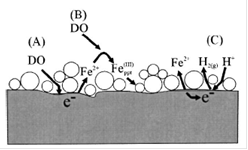 (B)
DO
(A)
(C)
DO
Fe²⁺
Fe(III)ppt
Fe²⁺
H₂(g)
H⁺
e⁻
e⁻